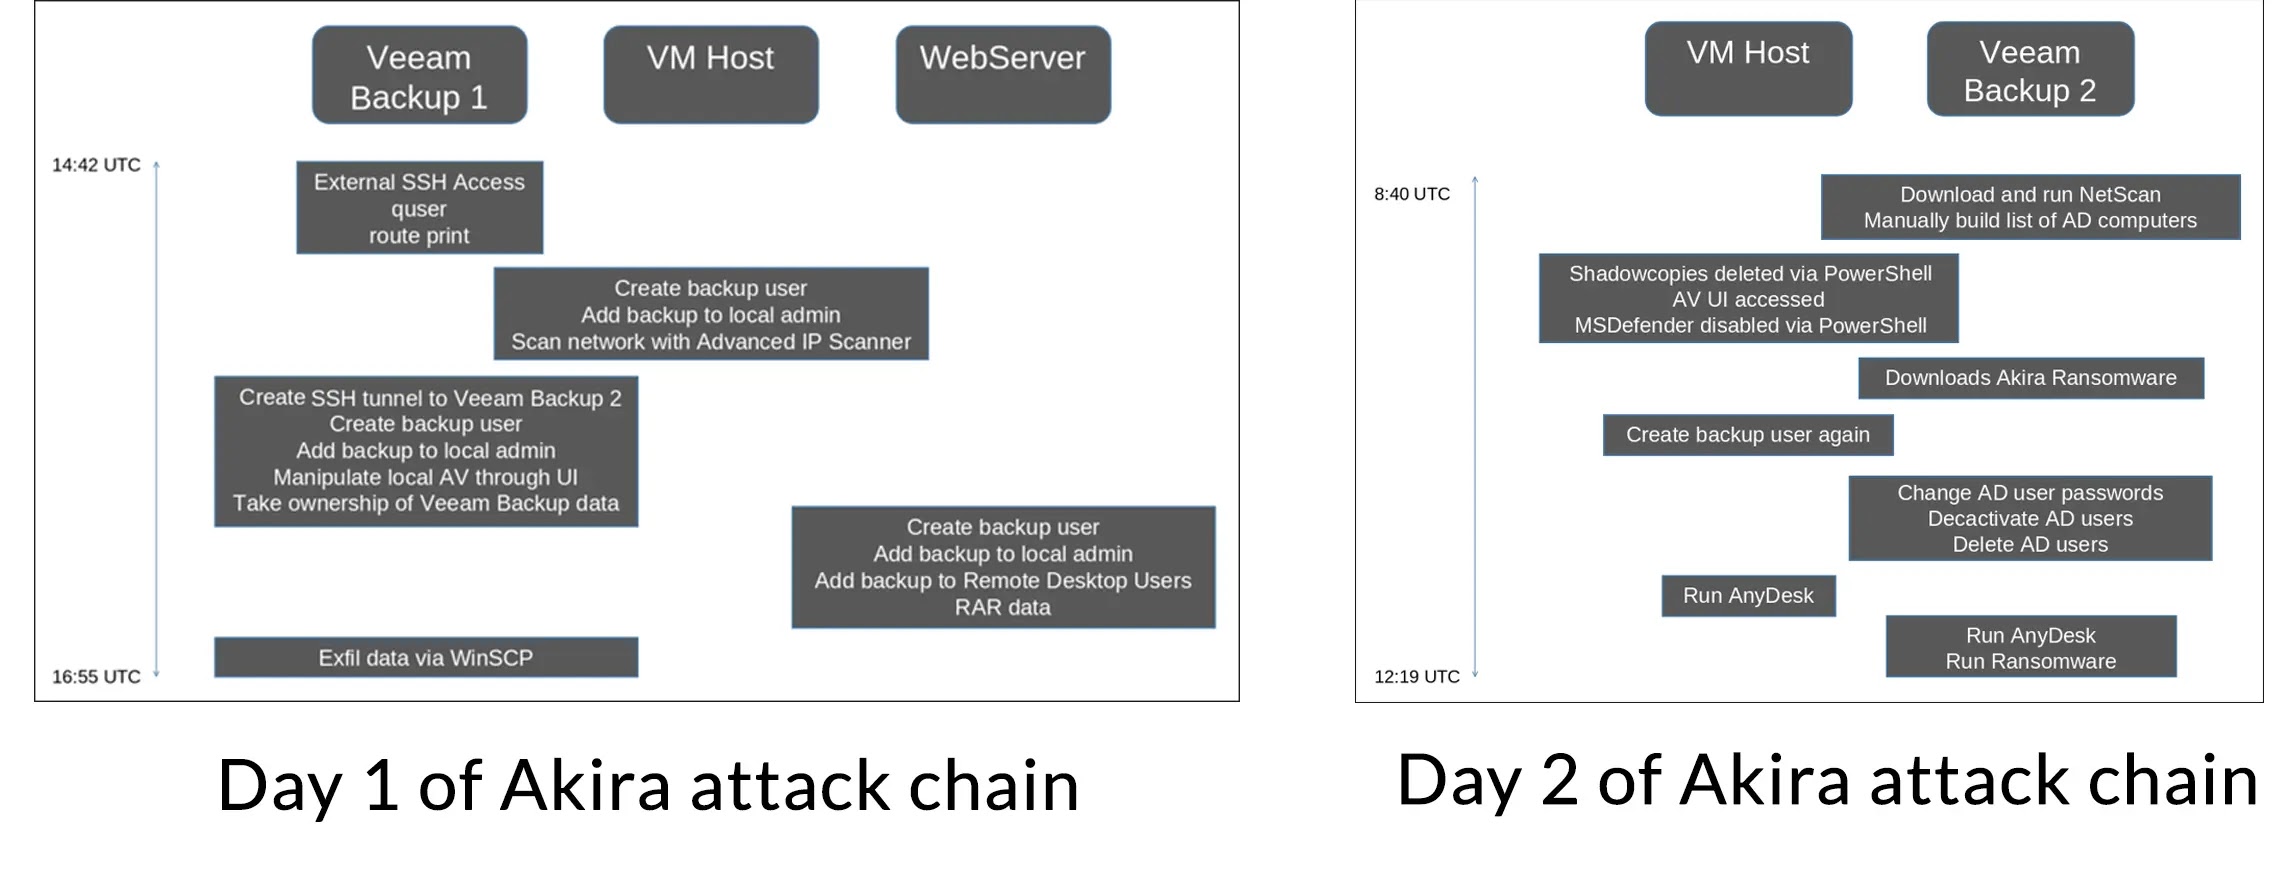 Veeam
Backup 1
VM Host
WebServer
14:42 UTC
External SSH Access
quser
route print
Create backup user
Add backup to local admin
Scan network with Advanced IP Scanner
Create SSH tunnel to Veeam Backup 2
Create backup user
Add backup to local admin
Manipulate local AV through UI
Take ownership of Veeam Backup data
Create backup user
Add backup to local admin
Add backup to Remote Desktop Users
RAR data
Exfil data via WinSCP
16:55 UTC
Day 1 of Akira attack chain
VM Host
Veeam
Backup 2
8:40 UTC
Download and run NetScan
Manually build list of AD computers
Shadowcopies deleted via PowerShell
AV UI accessed
MSDefender disabled via PowerShell
Downloads Akira Ransomware
Create backup user again
Change AD user passwords
Decactivate AD users
Delete AD users
Run AnyDesk
Run AnyDesk
Run Ransomware
12:19 UTC
Day 2 of Akira attack chain